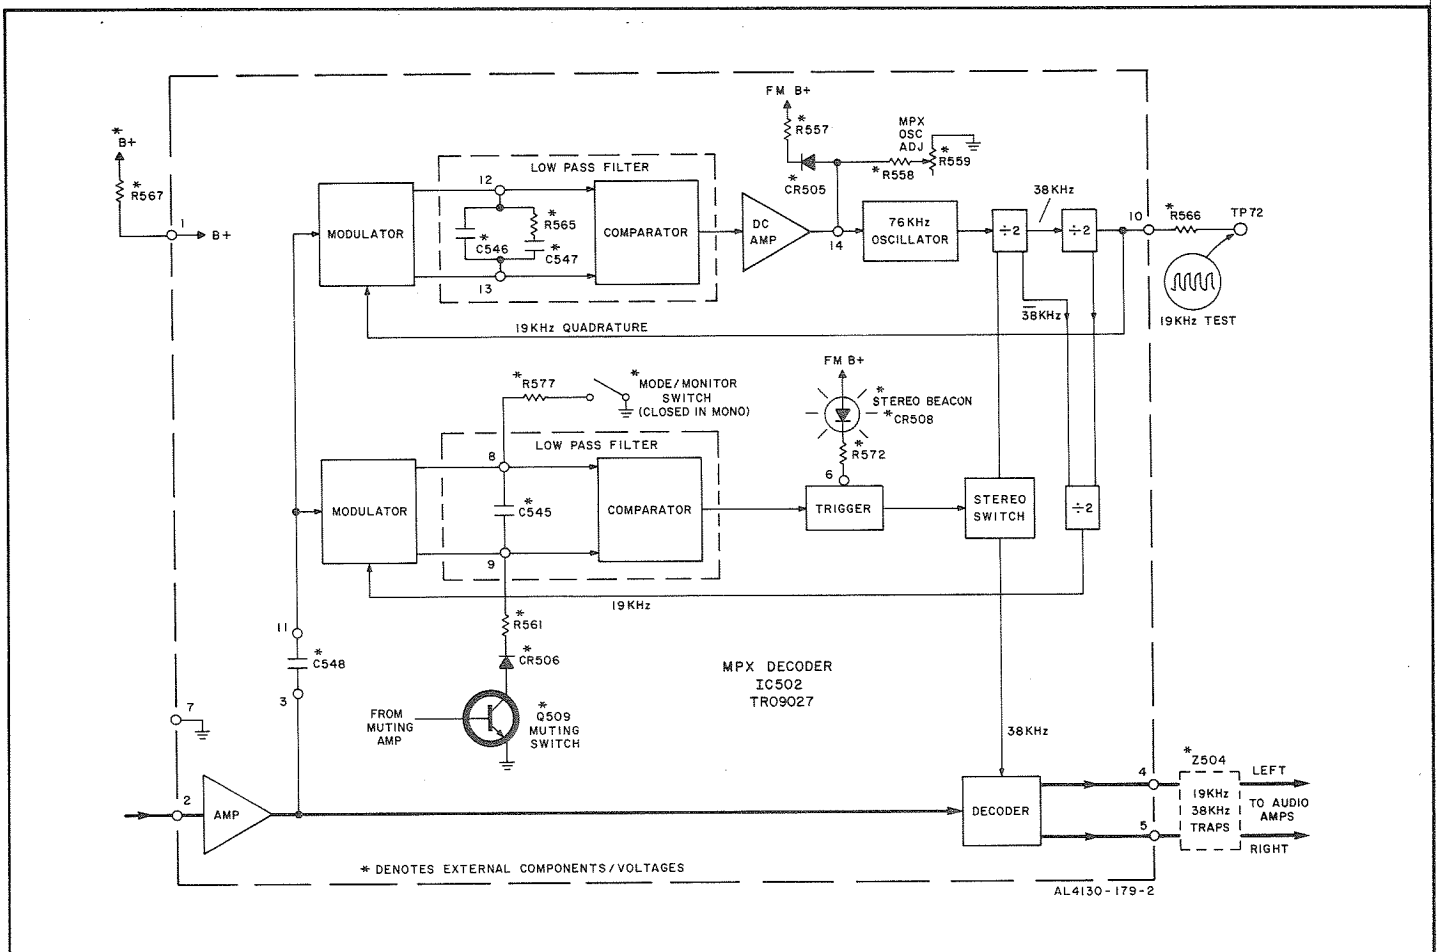 FM B+
*
R557
MPX
OSC
ADJ
*
R559
*
R558
*
CR505
*
B+
*
R567
1
B+
LOW PASS FILTER
12
MODULATOR
*
R565
*
C546
*
C547
13
COMPARATOR
DC
AMP
14
76KHz
OSCILLATOR
÷2
38KHz
÷2
10
*
R566
TP72
19KHz TEST
38KHz
19KHz QUADRATURE
*
R577
*
MODE/MONITOR
SWITCH
(CLOSED IN MONO)
FM B+
*
STEREO BEACON
*
CR508
*
R572
LOW PASS FILTER
8
MODULATOR
*
C545
9
COMPARATOR
6
TRIGGER
STEREO
SWITCH
÷2
19KHz
11
*
C548
3
*
R561
*
CR506
FROM
MUTING
AMP
*
Q509
MUTING
SWITCH
MPX DECODER
IC502
TR09027
7
38KHz
2
AMP
DECODER
4
5
*
Z504
19KHz
38KHz
TRAPS
LEFT
TO AUDIO
AMPS
RIGHT
* DENOTES EXTERNAL COMPONENTS/VOLTAGES
AL4130-179-2